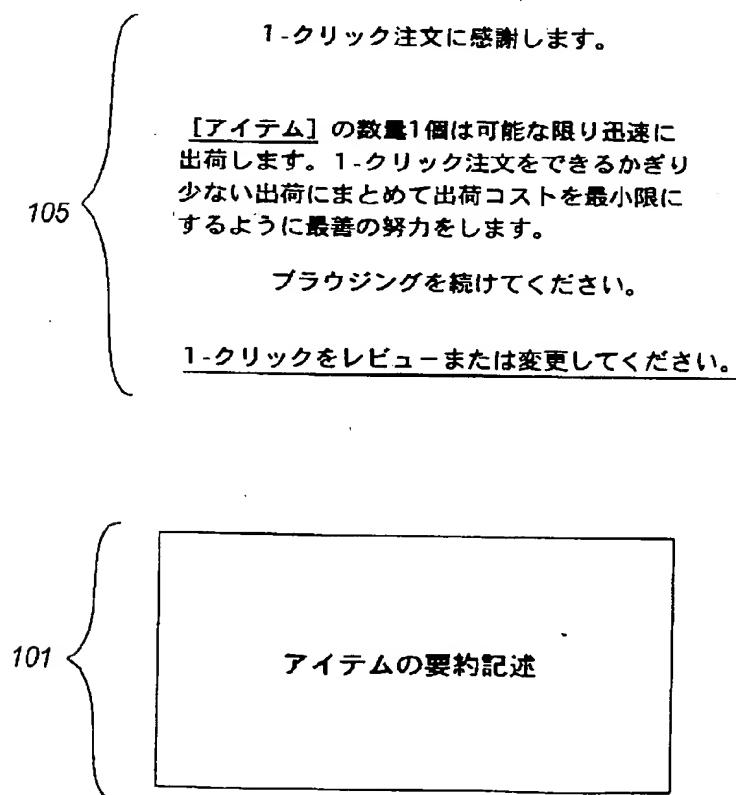 1-クリック注文に感謝します。
[アイテム] の数量1個は可能な限り迅速に
出荷します。1-クリック注文をできるかぎり
少ない出荷にまとめて出荷コストを最小限に
するように最善の努力をします。
105
ブラウジングを続けてください。
1-クリックをレビューまたは変更してください。
101
アイテムの要約記述